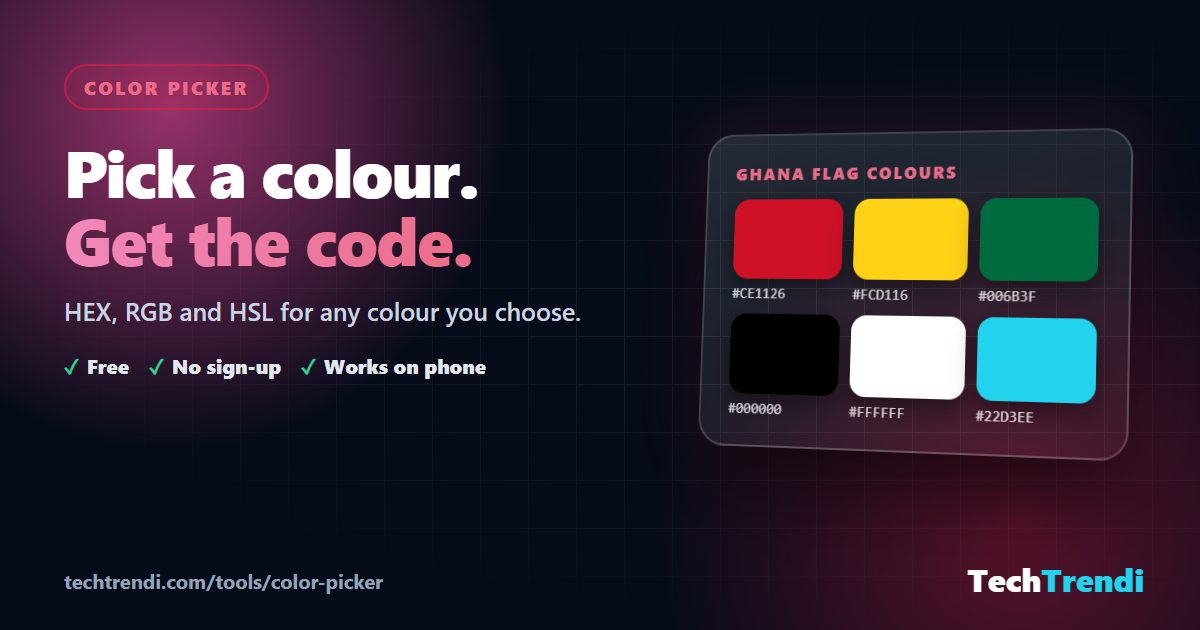 COLOR PICKER
Pick a colour.
Get the code.
HEX, RGB and HSL for any colour you choose.
✓ Free ✓ No sign-up ✓ Works on phone
GHANA FLAG COLOURS
#CE1126 #FCD116 #006B3F
#000000 #FFFFFF #22D3EE
techtrendi.com/tools/color-picker
TechTrendi